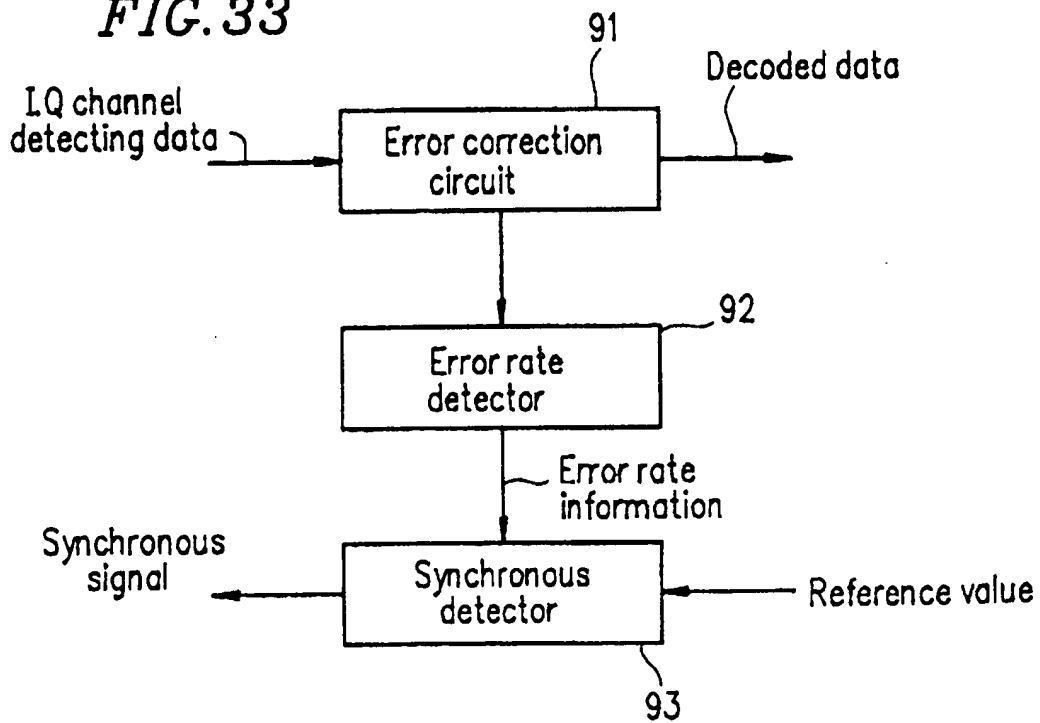 FIG. 33
91
Decoded data
I.Q channel
detecting data
Error correction
circuit
92
Error rate
detector
Error rate
information
Synchronous
signal
Synchronous
detector
Reference value
93